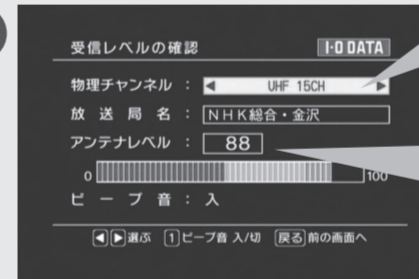 受信レベルの確認 I-O DATA
物理チャンネル : ◀ UHF 15CH ▶
放送局名 : NHK総合・金沢
アンテナレベル : 88
0 100
ビープ音 : 入
◀▶選ぶ 1ビープ音 入/切 戻る前の画面へ